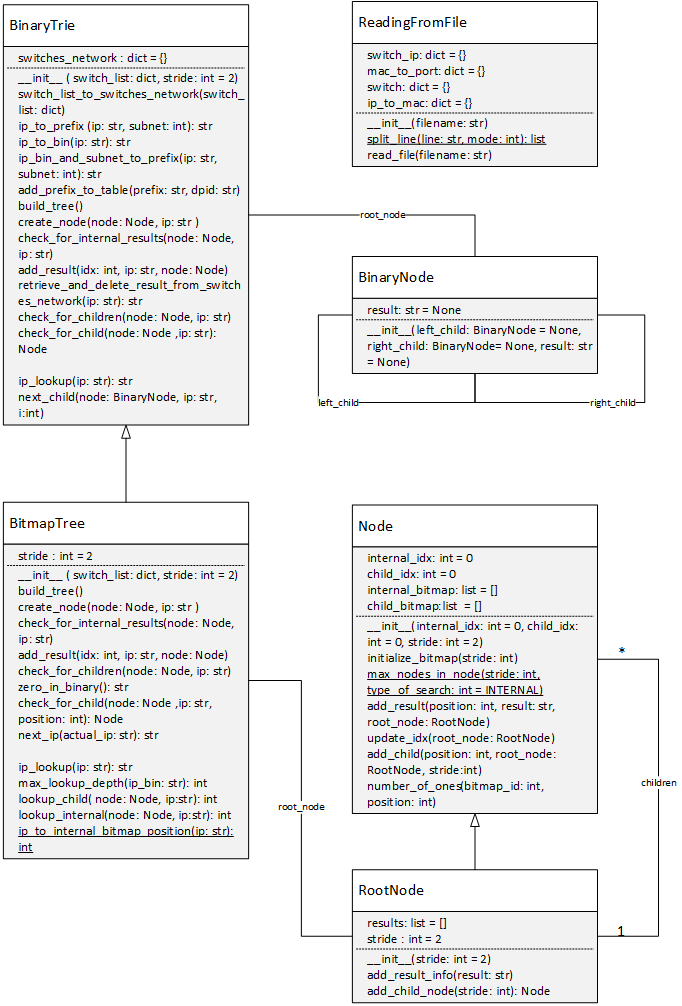 BinaryTrie
switches_network : dict = {}
__init__ ( switch_list: dict, stride: int = 2)
switch_list_to_switches_network(switch_
list: dict)
ip_to_prefix (ip: str, subnet: int): str
ip_to_bin(ip: str): str
ip_bin_and_subnet_to_prefix(ip: str,
subnet: int): str
add_prefix_to_table(prefix: str, dpid: str)
build_tree()
create_node(node: Node, ip: str )
check_for_internal_results(node: Node,
ip: str)
add_result(idx: int, ip: str, node: Node)
retrieve_and_delete_result_from_switch
es_network(ip: str): str
check_for_children(node: Node, ip: str)
check_for_child(node: Node ,ip: str):
Node
ip_lookup(ip: str): str
next_child(node: BinaryNode, ip: str,
i:int)
ReadingFromFile
switch_ip: dict = {}
mac_to_port: dict = {}
switch: dict = {}
ip_to_mac: dict = {}
__init__(filename: str)
split_line(line: str, mode: int): list
read_file(filename: str)
root_node
BinaryNode
result: str = None
__init__( left_child: BinaryNode = None,
right_child: BinaryNode= None, result: str
= None)
left_child
right_child
BitmapTree
stride : int = 2
__init__ ( switch_list: dict, stride: int = 2)
build_tree()
create_node(node: Node, ip: str )
check_for_internal_results(node: Node,
ip: str)
add_result(idx: int, ip: str, node: Node)
check_for_children(node: Node, ip: str)
zero_in_binary(): str
check_for_child(node: Node ,ip: str,
position: int): Node
next_ip(actual_ip: str): str
ip_lookup(ip: str): str
max_lookup_depth(ip_bin: str): int
lookup_child( node: Node, ip:str): int
lookup_internal(node: Node, ip:str): int
ip_to_internal_bitmap_position(ip: str):
int
root_node
Node
internal_idx: int = 0
child_idx: int = 0
internal_bitmap: list = []
child_bitmap:list = []
__init__(internal_idx: int = 0, child_idx:
int = 0, stride: int = 2)
initialize_bitmap(stride: int)
max_nodes_in_node(stride: int,
type_of_search: int = INTERNAL)
add_result(position: int, result: str,
root_node: RootNode)
update_idx(root_node: RootNode)
add_child(position: int, root_node:
RootNode, stride:int)
number_of_ones(bitmap_id: int,
position: int)
*
children
1
RootNode
results: list = []
stride : int = 2
__init__(stride: int = 2)
add_result_info(result: str)
add_child_node(stride: int): Node